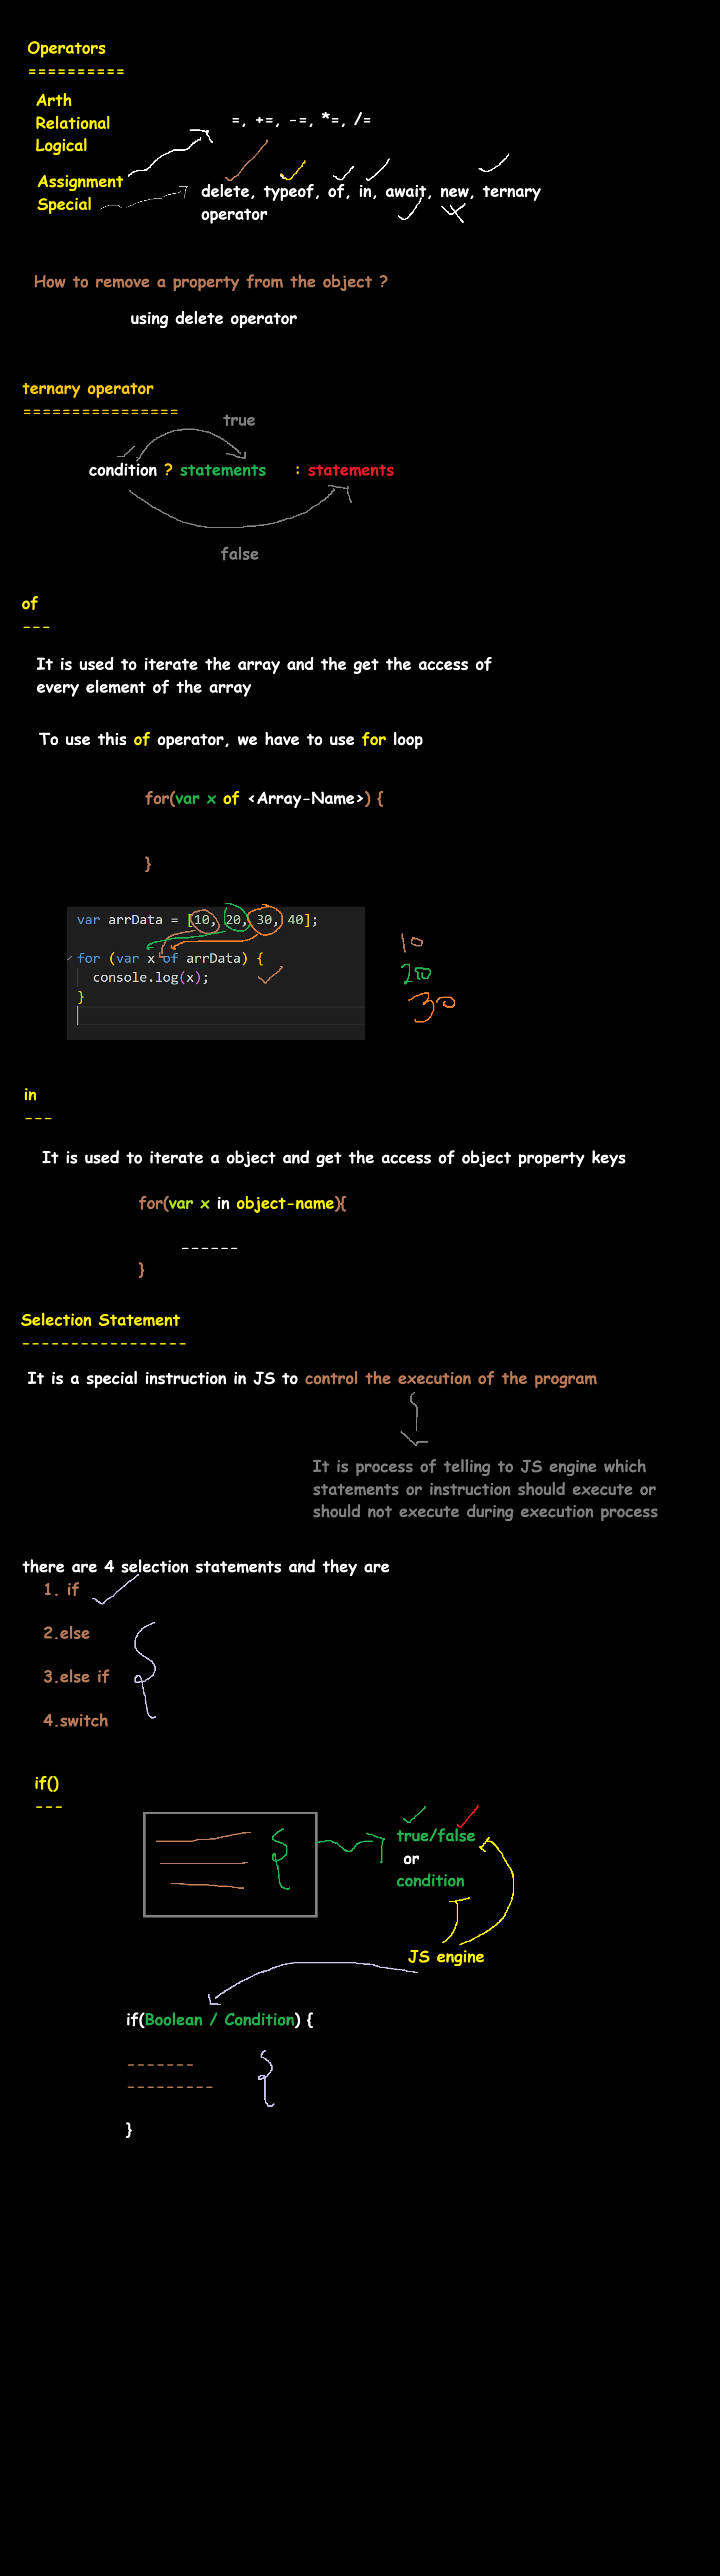 Operators
==========
Arth
Relational
Logical
Assignment
Special
=, +=, -=, *=, /=
delete, typeof, of, in, await, new, ternary
operator
How to remove a property from the object ?
using delete operator
ternary operator
================
true
condition ? statements : statements
false
of
---
It is used to iterate the array and the get the access of
every element of the array
To use this of operator, we have to use for loop
for(var x of <Array-Name>) {
}
var arrData = [10, 20, 30, 40];
for (var x of arrData) {
console.log(x);
}
10
20
30
in
---
It is used to iterate a object and get the access of object property keys
for(var x in object-name){
------
}
Selection Statement
-----------------
It is a special instruction in JS to control the execution of the program
It is process of telling to JS engine which
statements or instruction should execute or
should not execute during execution process
there are 4 selection statements and they are
1. if
2.else
3.else if
4.switch
if()
---
true/false
or
condition
JS engine
if(Boolean / Condition) {
-------
---------
}